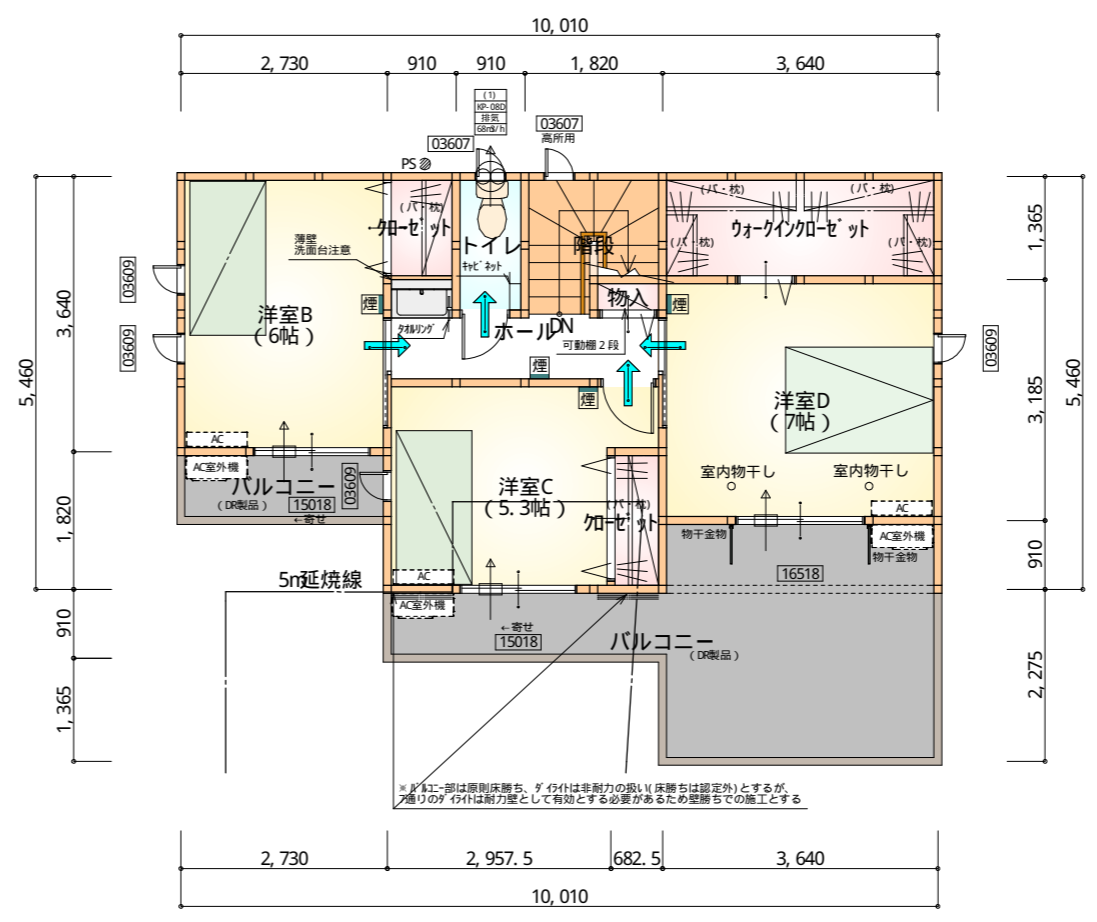 10,010
2,730
910
910
1,820
3,640
(1)
KP-08D
排気
68m3/h
03607
03607
高所用
PS
(パ・枕)
クローゼット
トイレ
キャビネット
階段
(パ・枕)
(パ・枕)
ウォークインクローゼット
(パ・枕)
(パ・枕)
薄壁
洗面台注意
03609
03609
洋室B
(6帖)
煙
タオルリング
ホール
DN
物入
可動棚2段
煙
煙
煙
03609
洋室D
(7帖)
室内物干し
室内物干し
AC
AC室外機
バルコニー
(DR製品)
15018
←寄せ
03609
洋室C
(5.3帖)
(パ・枕)
クローゼット
AC
AC室外機
物干金物
物干金物
16518
AC
AC室外機
5m延焼線
←寄せ
15018
バルコニー
(DR製品)
※バルコニー部は原則床勝ち、ダイライトは非耐力の扱い(床勝ちは認定外)とするが、
7通りのダイライトは耐力壁として有効とする必要があるため壁勝ちでの施工とする
5,460
3,640
1,820
910
1,365
1,365
3,185
910
2,275
5,460
2,730
2,957.5
682.5
3,640
10,010